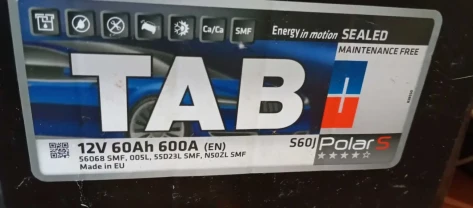 Ca/Ca SMF Energy in motion SEALED
MAINTENANCE FREE
TAB
12V 60Ah 600A (EN) S60J Polar S
56068 SMF, 005L, 55D23L SMF, N50ZL SMF
Made in EU